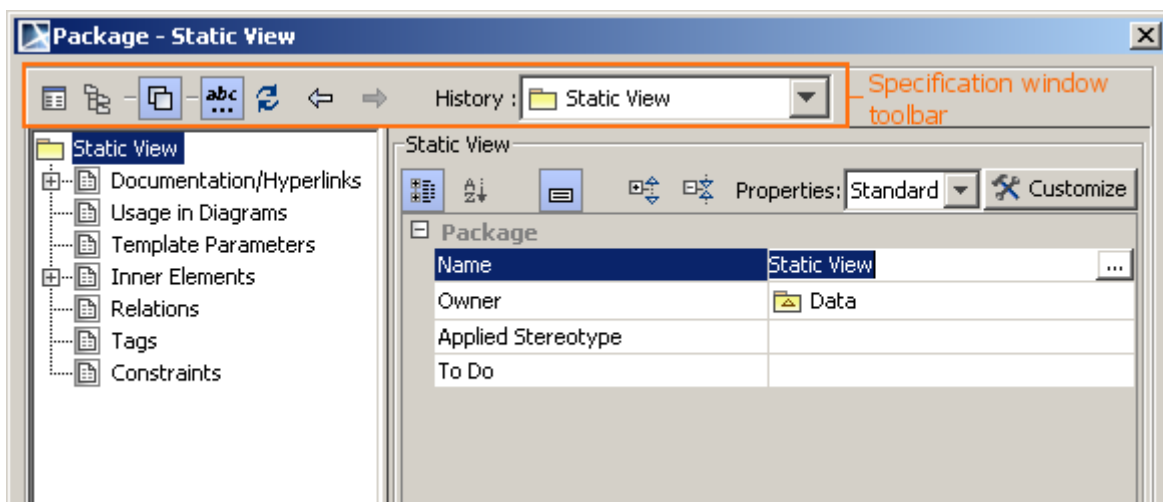 Package - Static View
abc
History : Static View
Specification window
toolbar
Static View
Documentation/Hyperlinks
Usage in Diagrams
Template Parameters
Inner Elements
Relations
Tags
Constraints
Static View
A
Z
Properties: Standard Customize
Package
Name Static View ...
Owner Data
Applied Stereotype
To Do